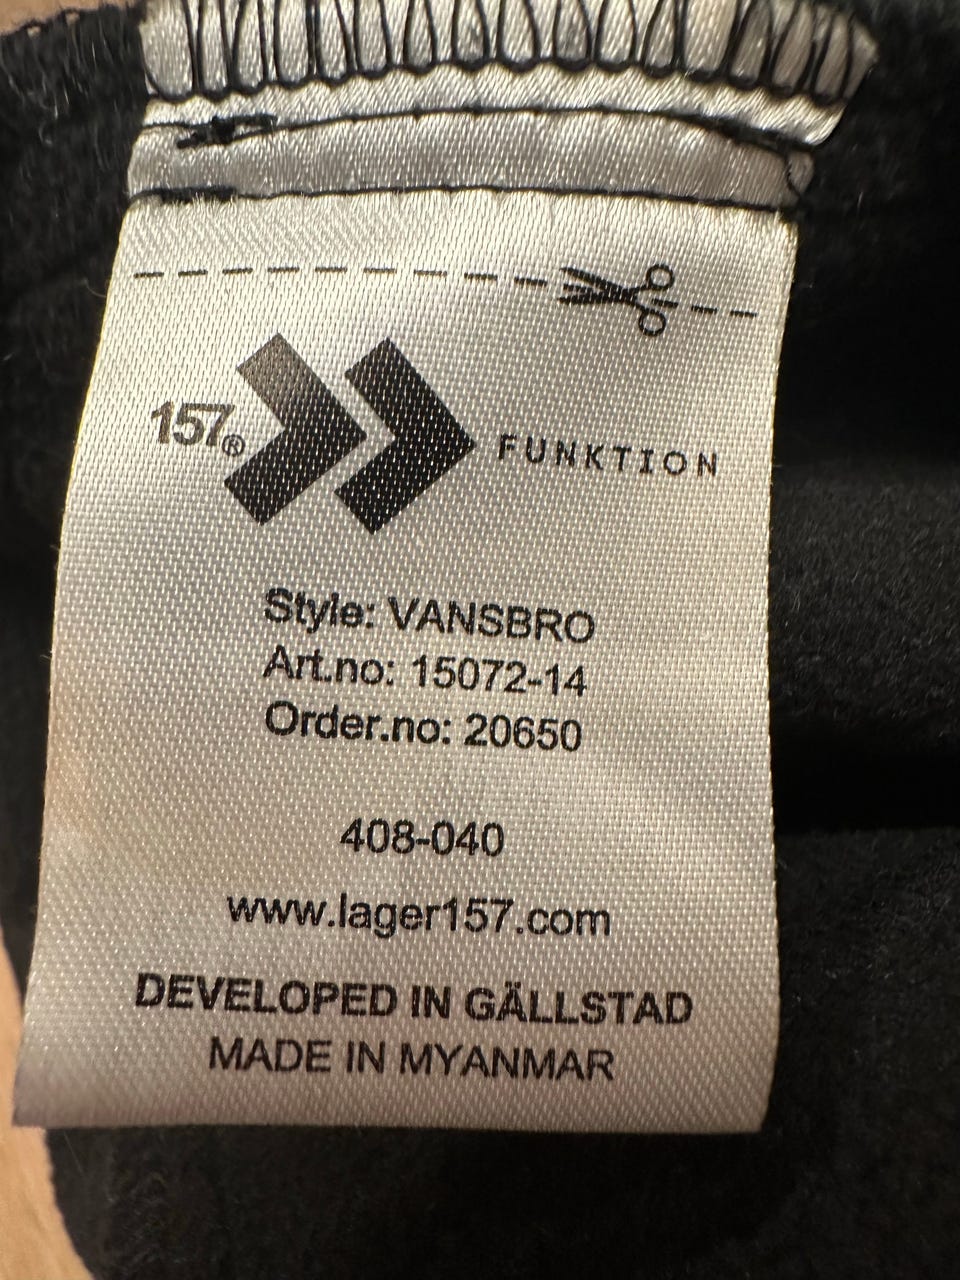 157® FUNKTION
Style: VANSBRO
Art.no: 15072-14
Order.no: 20650
408-040
www.lager157.com
DEVELOPED IN GÄLLSTAD
MADE IN MYANMAR